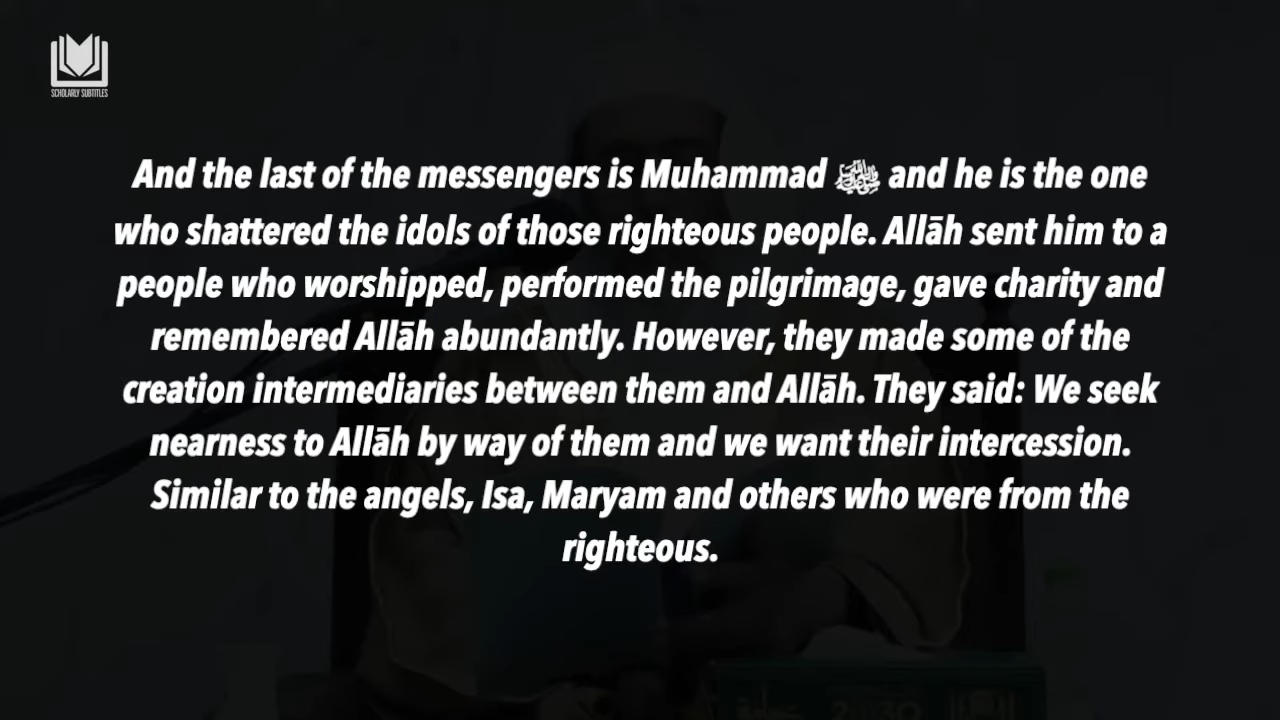 SCHOLARLY SUBTITLES
And the last of the messengers is Muhammad ﷺ and he is the one
who shattered the idols of those righteous people. Allāh sent him to a
people who worshipped, performed the pilgrimage, gave charity and
remembered Allāh abundantly. However, they made some of the
creation intermediaries between them and Allāh. They said: We seek
nearness to Allāh by way of them and we want their intercession.
Similar to the angels, Isa, Maryam and others who were from the
righteous.